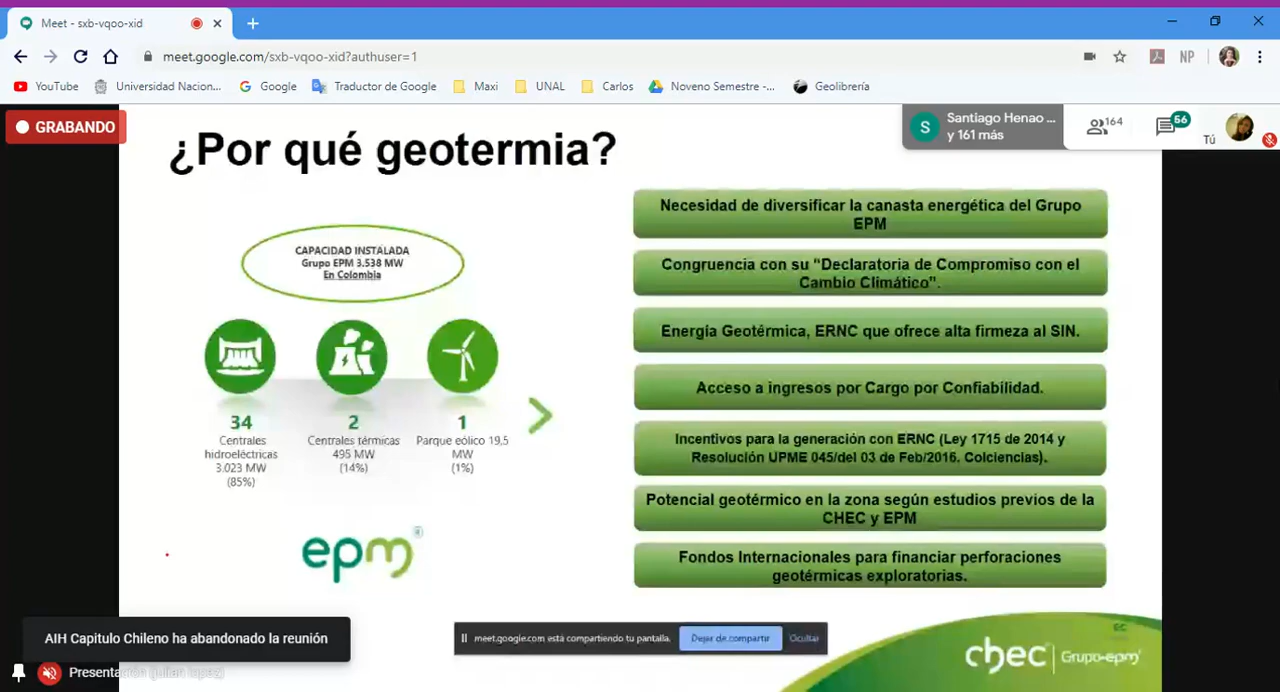 Meet - sxb-vqoo-xid
meet.google.com/sxb-vqoo-xid?authuser=1
NP
YouTube
Universidad Nacion...
Google
Traductor de Google
Maxi
UNAL
Carlos
Noveno Semestre -...
Geolibrería
GRABANDO
S
Santiago Henao ...
y 161 más
164
56
Tú
¿Por qué geotermia?
CAPACIDAD INSTALADA
Grupo EPM 3.538 MW
En Colombia
34
Centrales
hidroeléctricas
3.023 MW
(85%)
2
Centrales térmicas
495 MW
(14%)
1
Parque eólico 19,5
MW
(1%)
epm®
Necesidad de diversificar la canasta energética del Grupo
EPM
Congruencia con su “Declaratoria de Compromiso con el
Cambio Climático”.
Energía Geotérmica, ERNC que ofrece alta firmeza al SIN.
Acceso a ingresos por Cargo por Confiabilidad.
Incentivos para la generación con ERNC (Ley 1715 de 2014 y
Resolución UPME 045/del 03 de Feb/2016. Colciencias).
Potencial geotérmico en la zona según estudios previos de la
CHEC y EPM
Fondos Internacionales para financiar perforaciones
geotérmicas exploratorias.
AIH Capitulo Chileno ha abandonado la reunión
meet.google.com está compartiendo tu pantalla.
Dejar de compartir
Ocultar
Presentación (julian lopez)
chec
Grupo·epm